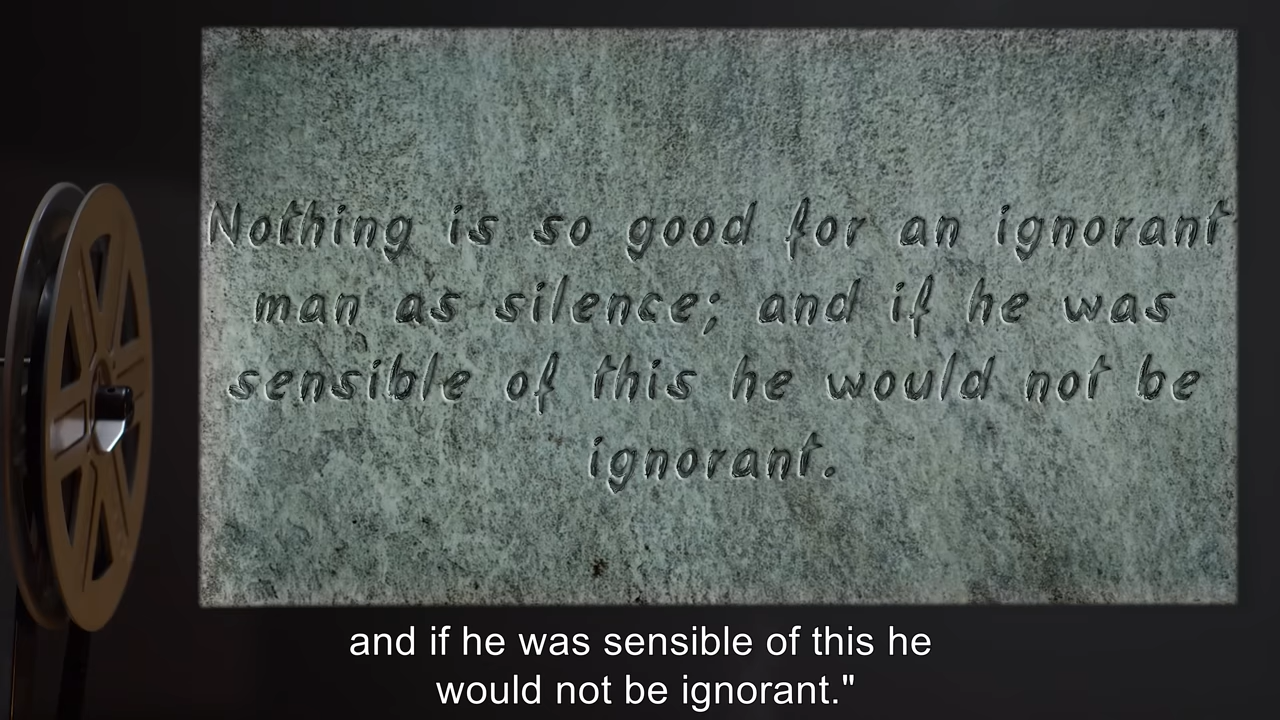 Nothing is so good for an ignorant
man as silence; and if he was
sensible of this he would not be
ignorant.
and if he was sensible of this he
would not be ignorant."